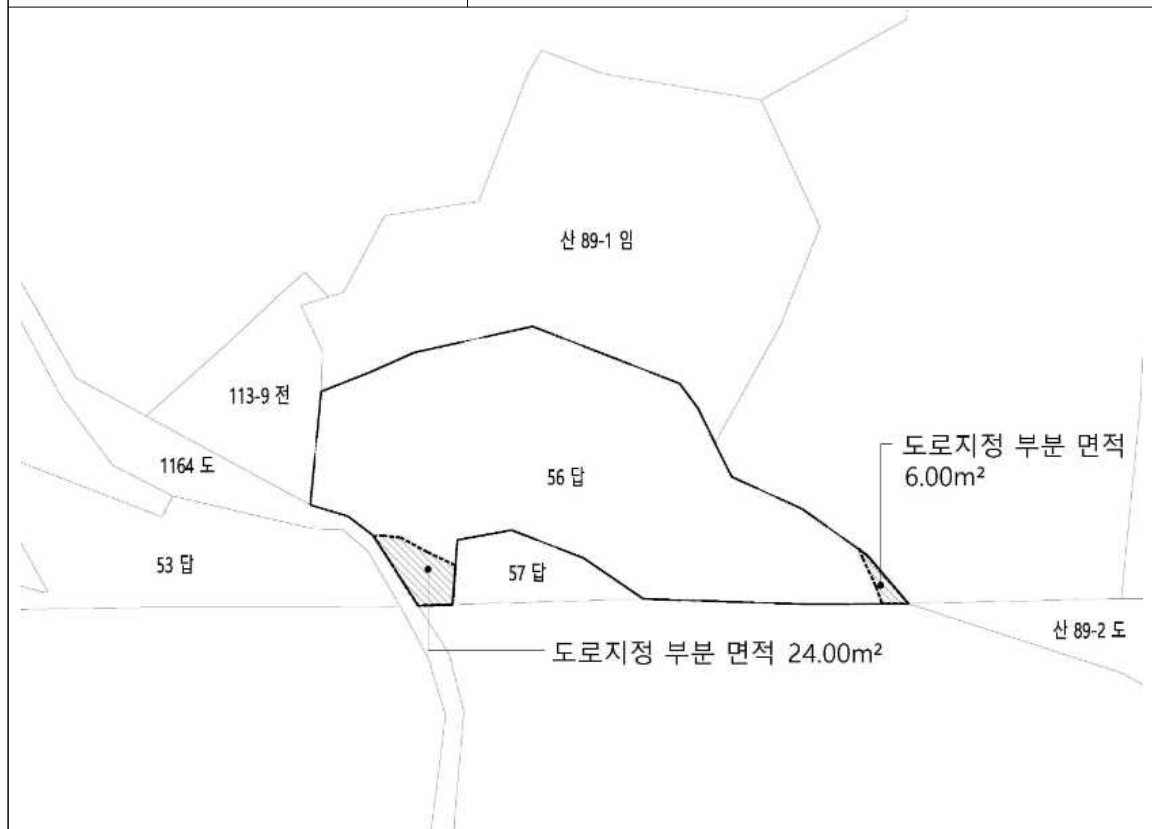 산 89-1 임
113-9 전
도로지정 부분 면적
6.00m²
1164 도
56 답
53 답
57 답
산 89-2 도
도로지정 부분 면적 24.00m²